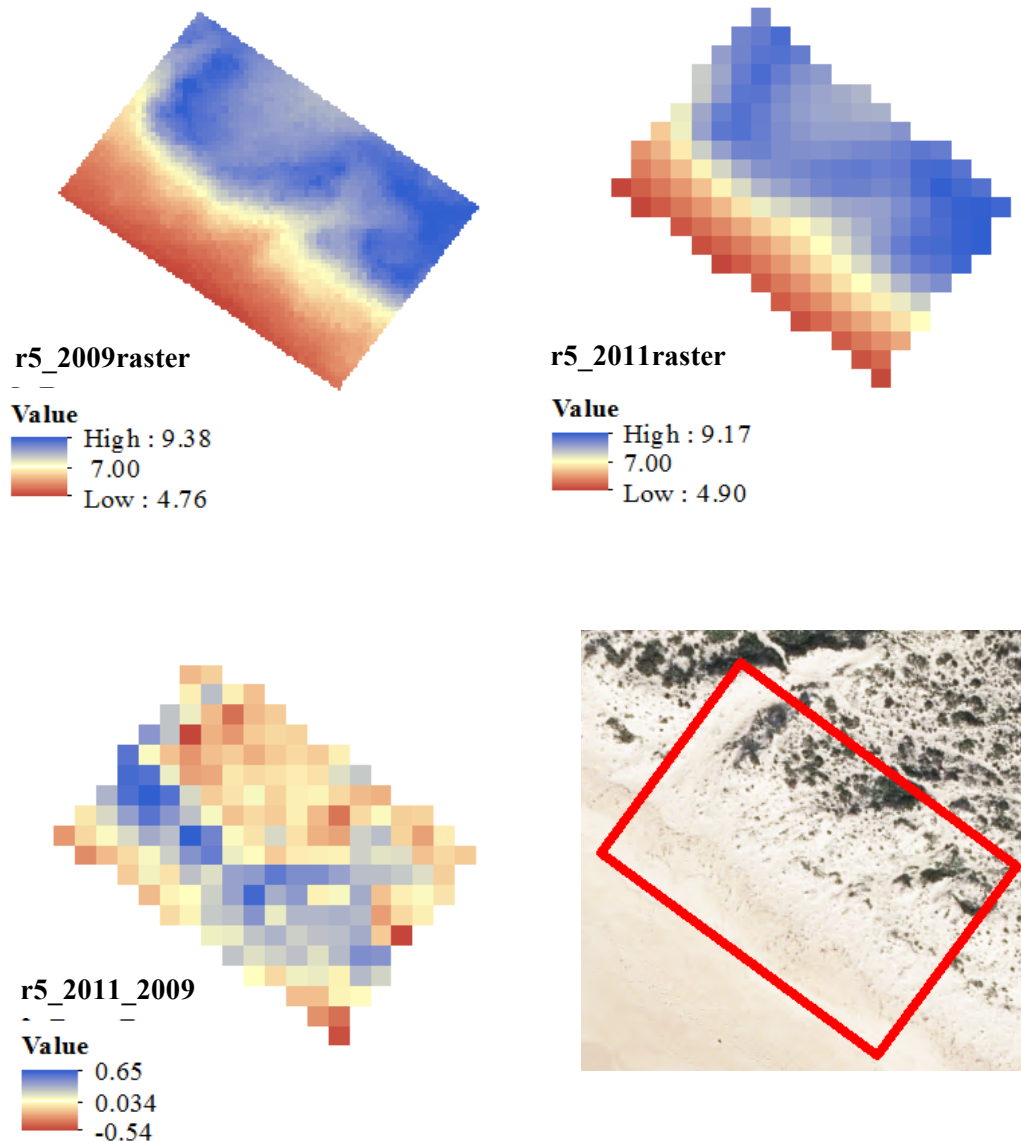 r5_2009raster
Value
High : 9.38
7.00
Low : 4.76
r5_2011raster
Value
High : 9.17
7.00
Low : 4.90
r5_2011_2009
Value
0.65
0.034
-0.54